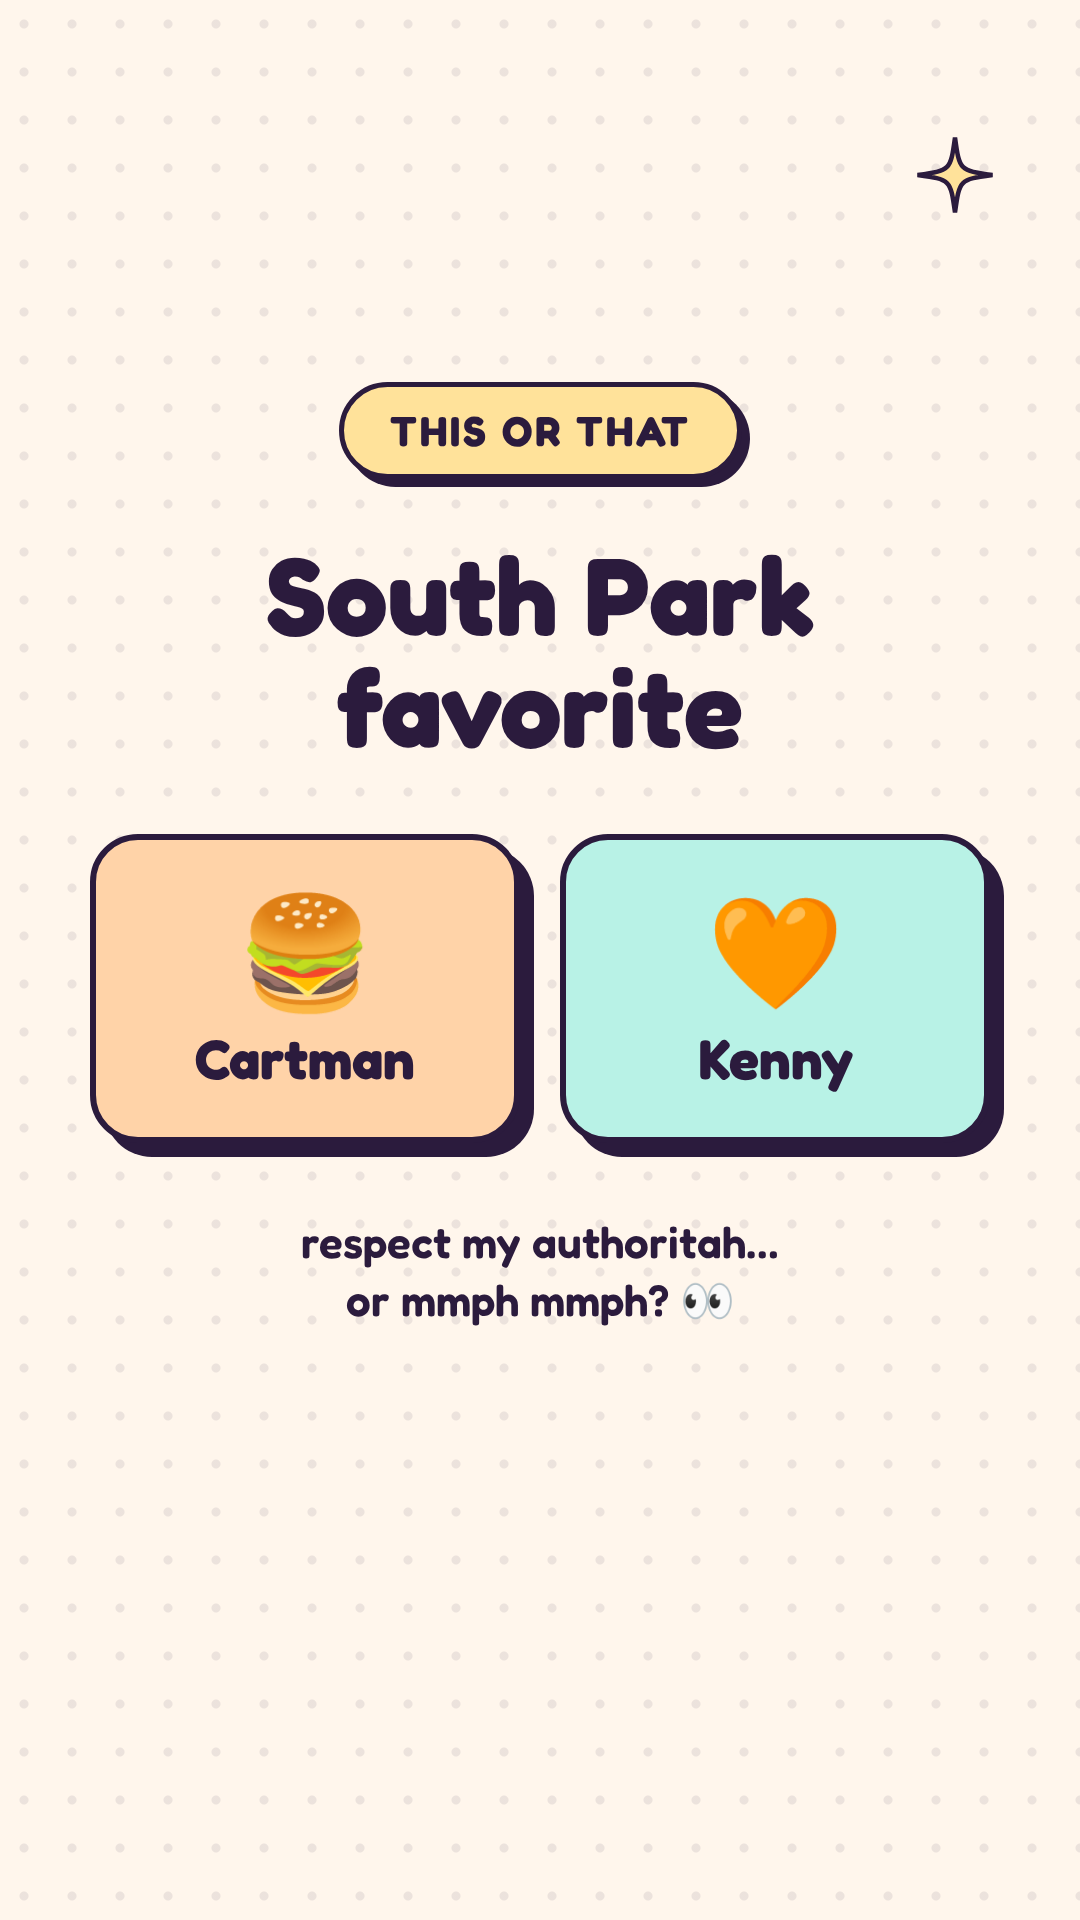 THIS OR THAT
South Park
favorite
Cartman
Kenny
respect my authoritah...
or mmph mmph? 👀